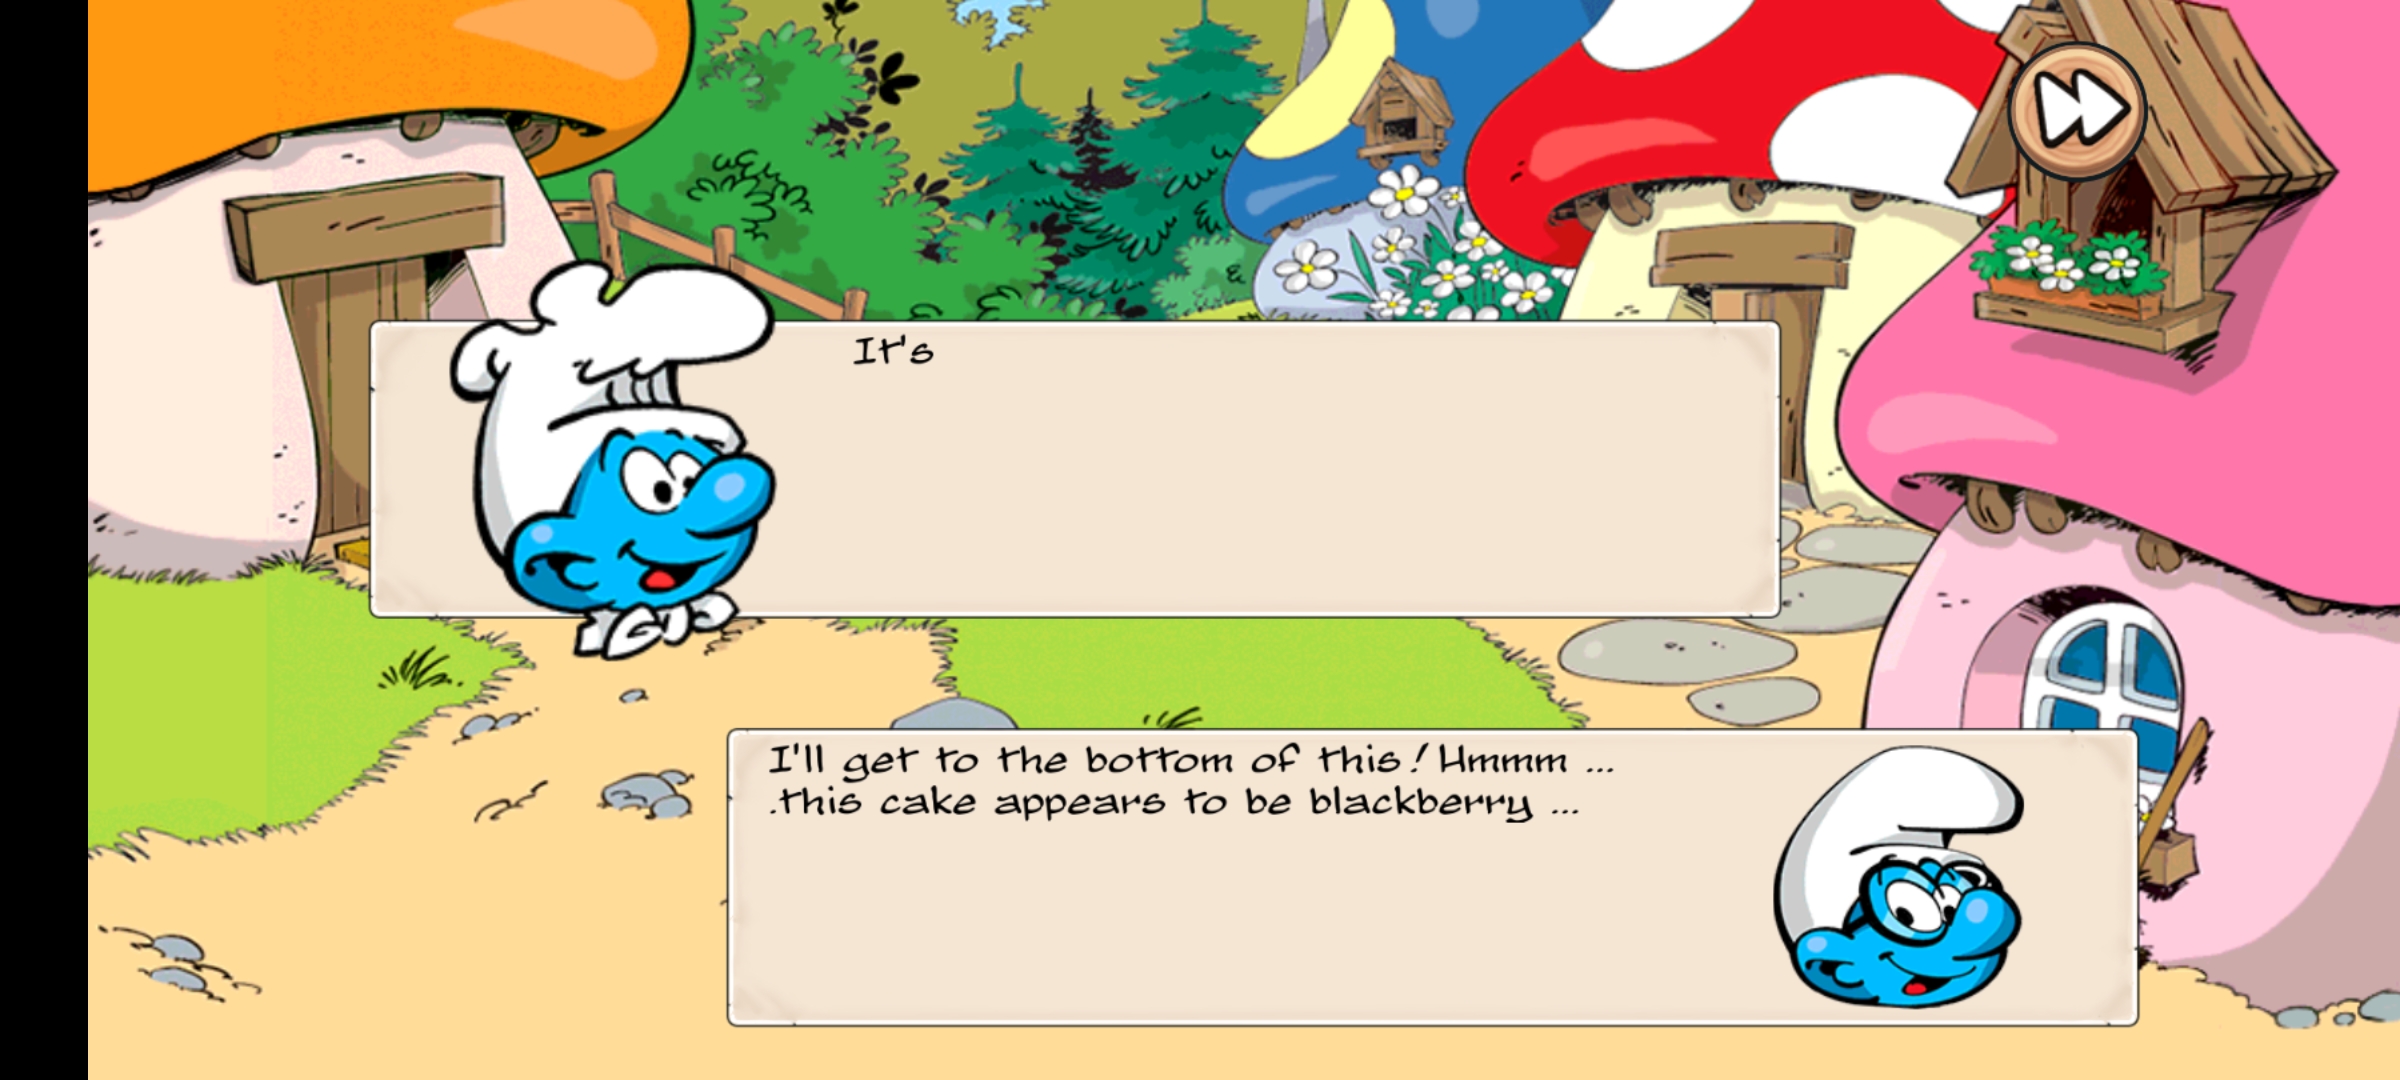 It's
I'll get to the bottom of this! Hmmm ...
.this cake appears to be blackberry ...